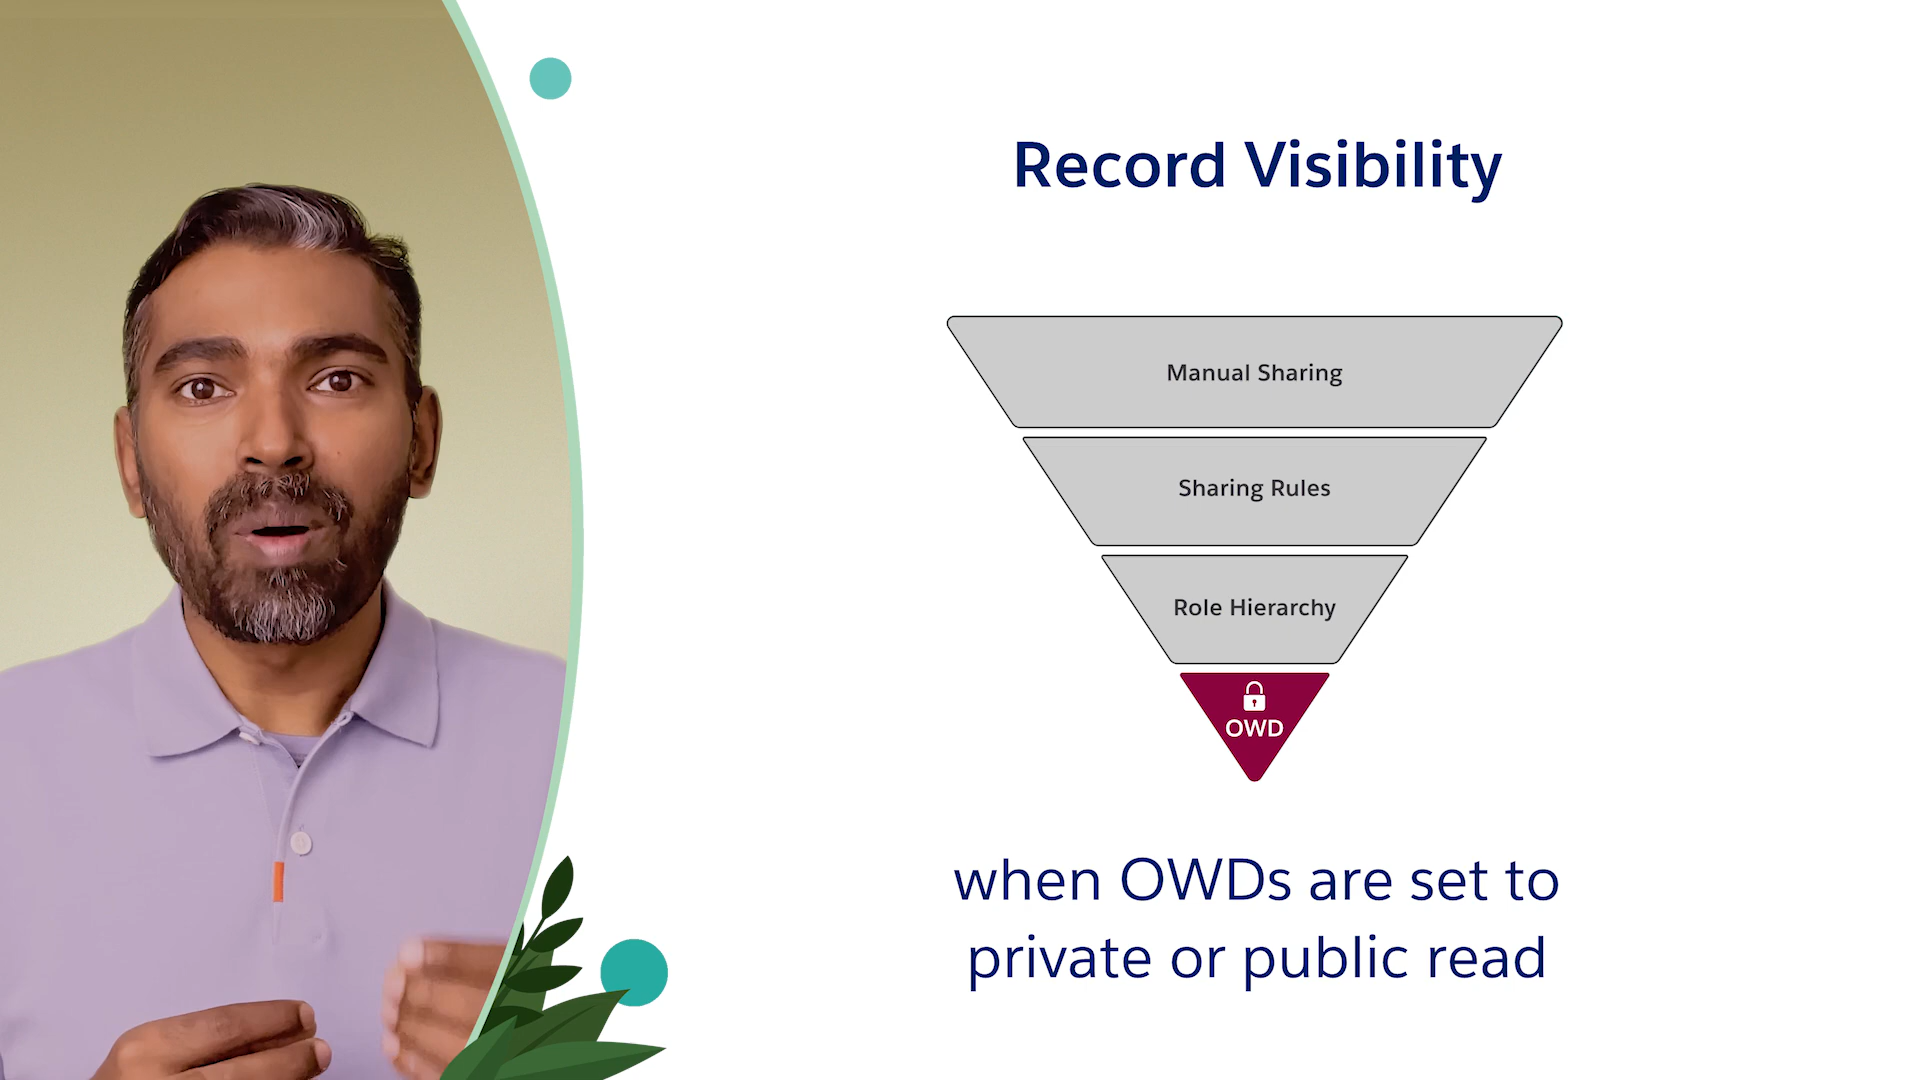 Record Visibility
Manual Sharing
Sharing Rules
Role Hierarchy
OWD
when OWDs are set to
private or public read